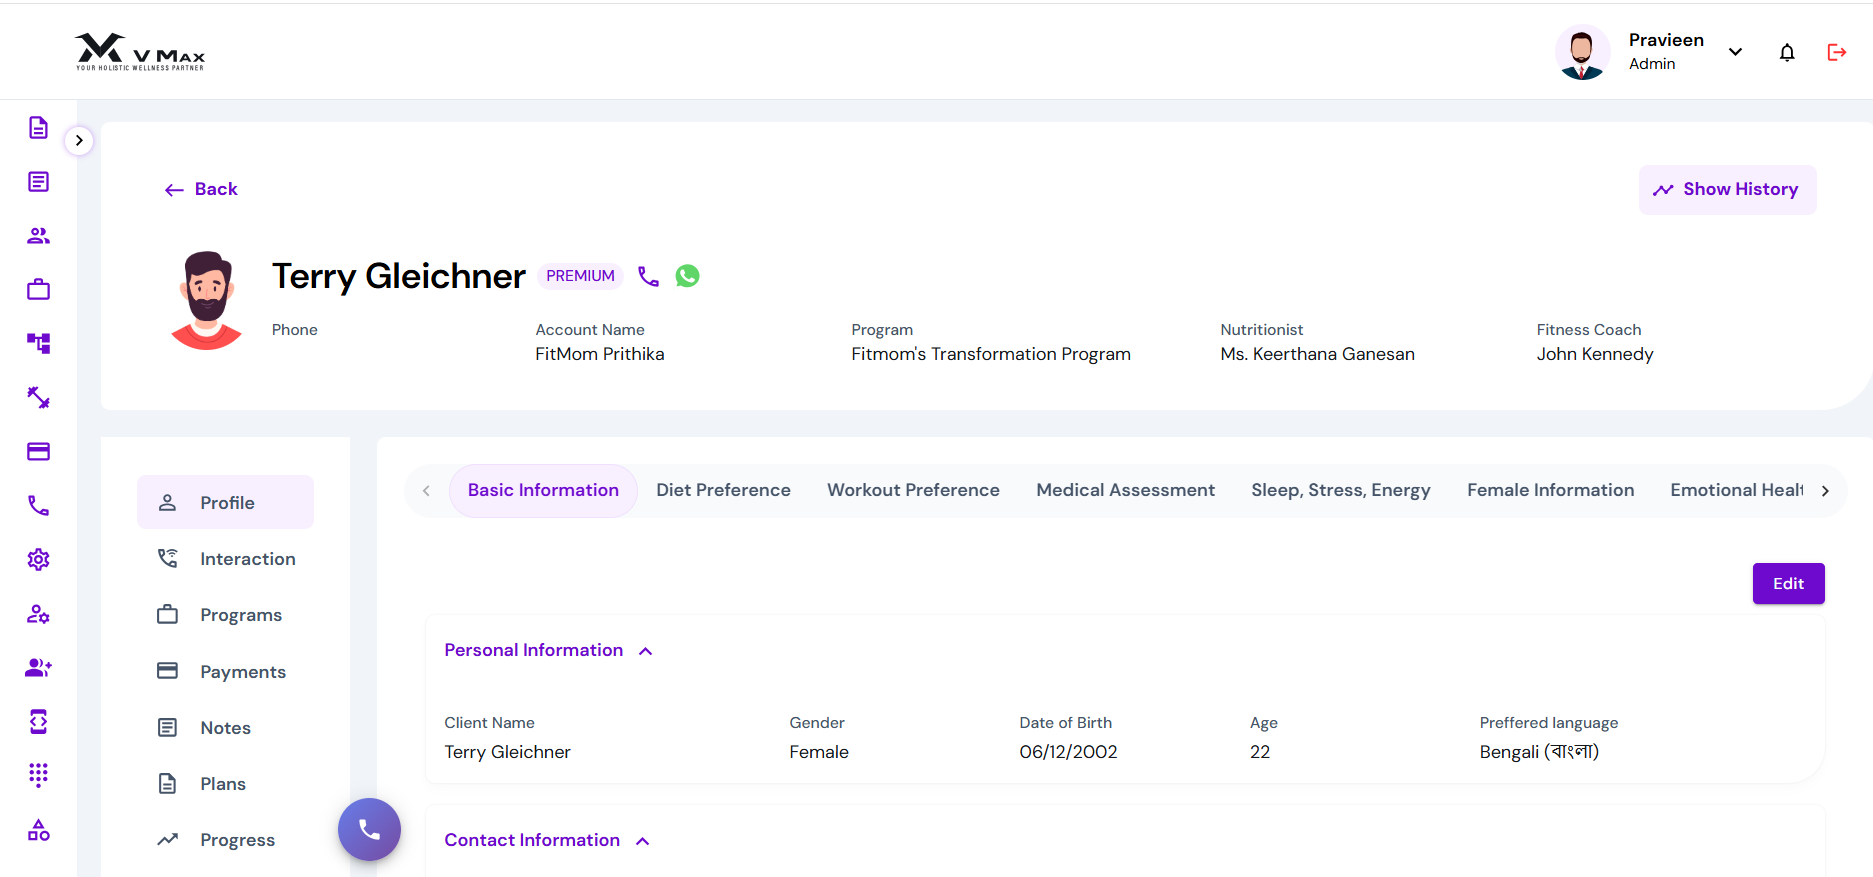 V MAX
YOUR HOLISTIC WELLNESS PARTNER
Pravieen
Admin
Back
Show History
Terry Gleichner PREMIUM
Phone
Account Name
FitMom Prithika
Program
Fitmom's Transformation Program
Nutritionist
Ms. Keerthana Ganesan
Fitness Coach
John Kennedy
Profile
Interaction
Programs
Payments
Notes
Plans
Progress
Basic Information Diet Preference Workout Preference Medical Assessment Sleep, Stress, Energy Female Information Emotional Healt
Edit
Personal Information
Client Name
Terry Gleichner
Gender
Female
Date of Birth
06/12/2002
Age
22
Preffered language
Bengali (বাংলা)
Contact Information